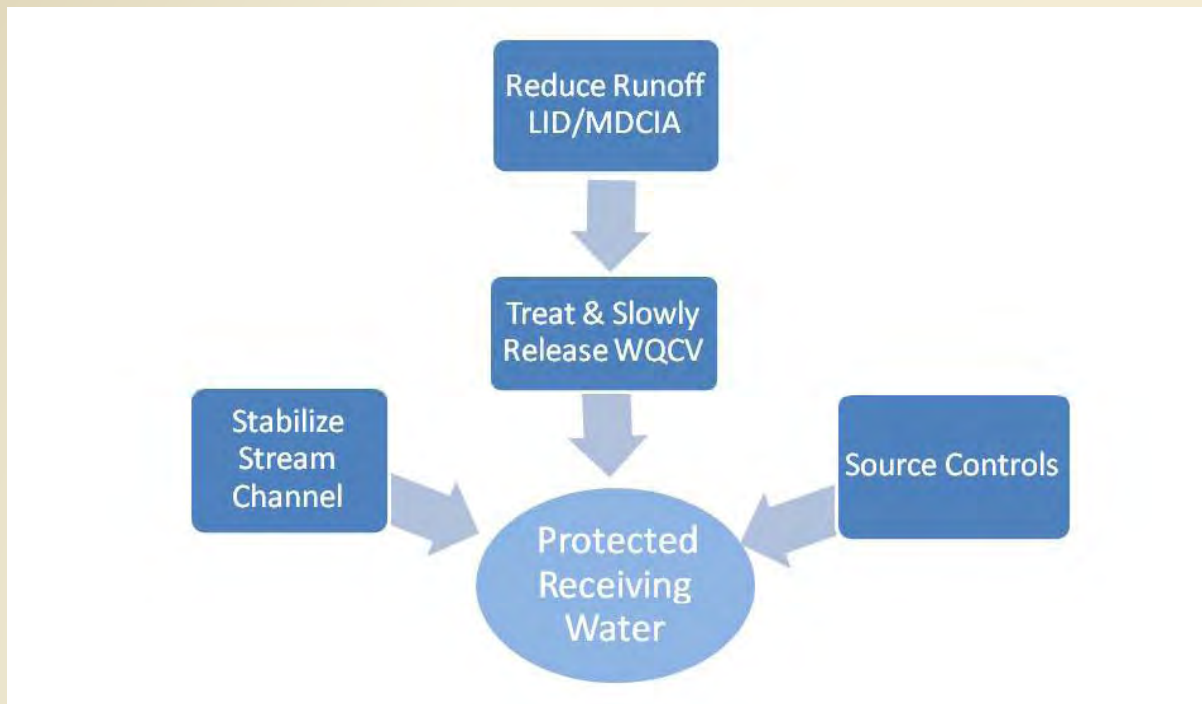 Reduce Runoff
LID/MDCIA
Treat & Slowly
Release WQCV
Stabilize
Stream
Channel
Source Controls
Protected
Receiving
Water